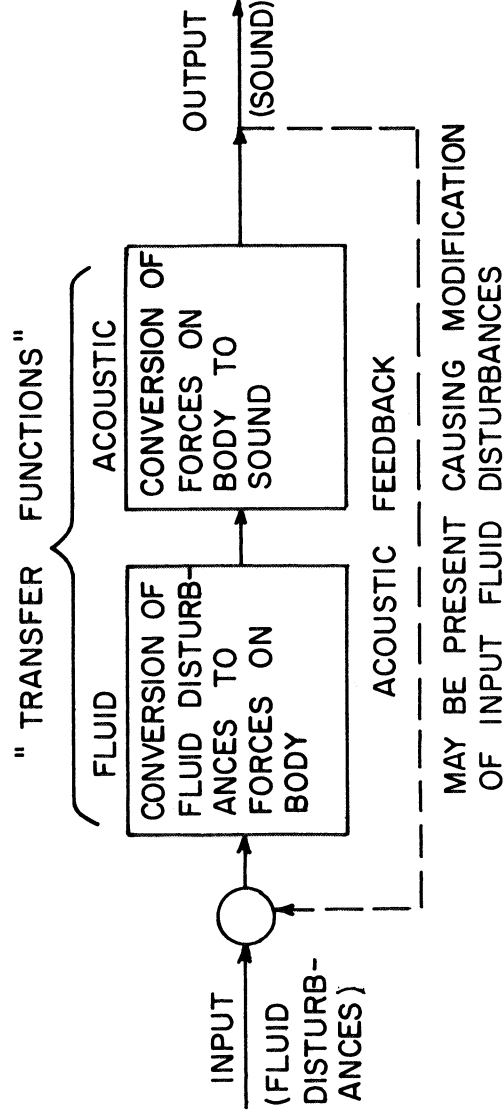 " TRANSFER FUNCTIONS"
FLUID
ACOUSTIC
INPUT
(FLUID
DISTURB-
ANCES)
CONVERSION OF
FLUID DISTURB-
ANCES TO
FORCES ON
BODY
CONVERSION OF
FORCES ON
BODY TO
SOUND
OUTPUT
(SOUND)
ACOUSTIC FEEDBACK
MAY BE PRESENT CAUSING MODIFICATION
OF INPUT FLUID DISTURBANCES